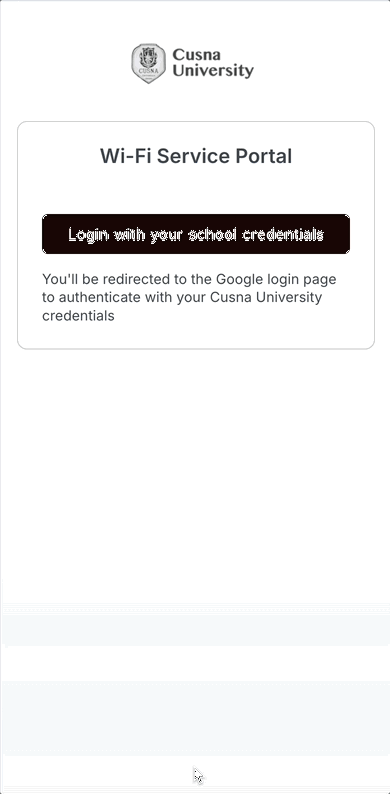 CUSNA
Cusna
University
Wi-Fi Service Portal
Login with your school credentials
You'll be redirected to the Google login page
to authenticate with your Cusna University
credentials